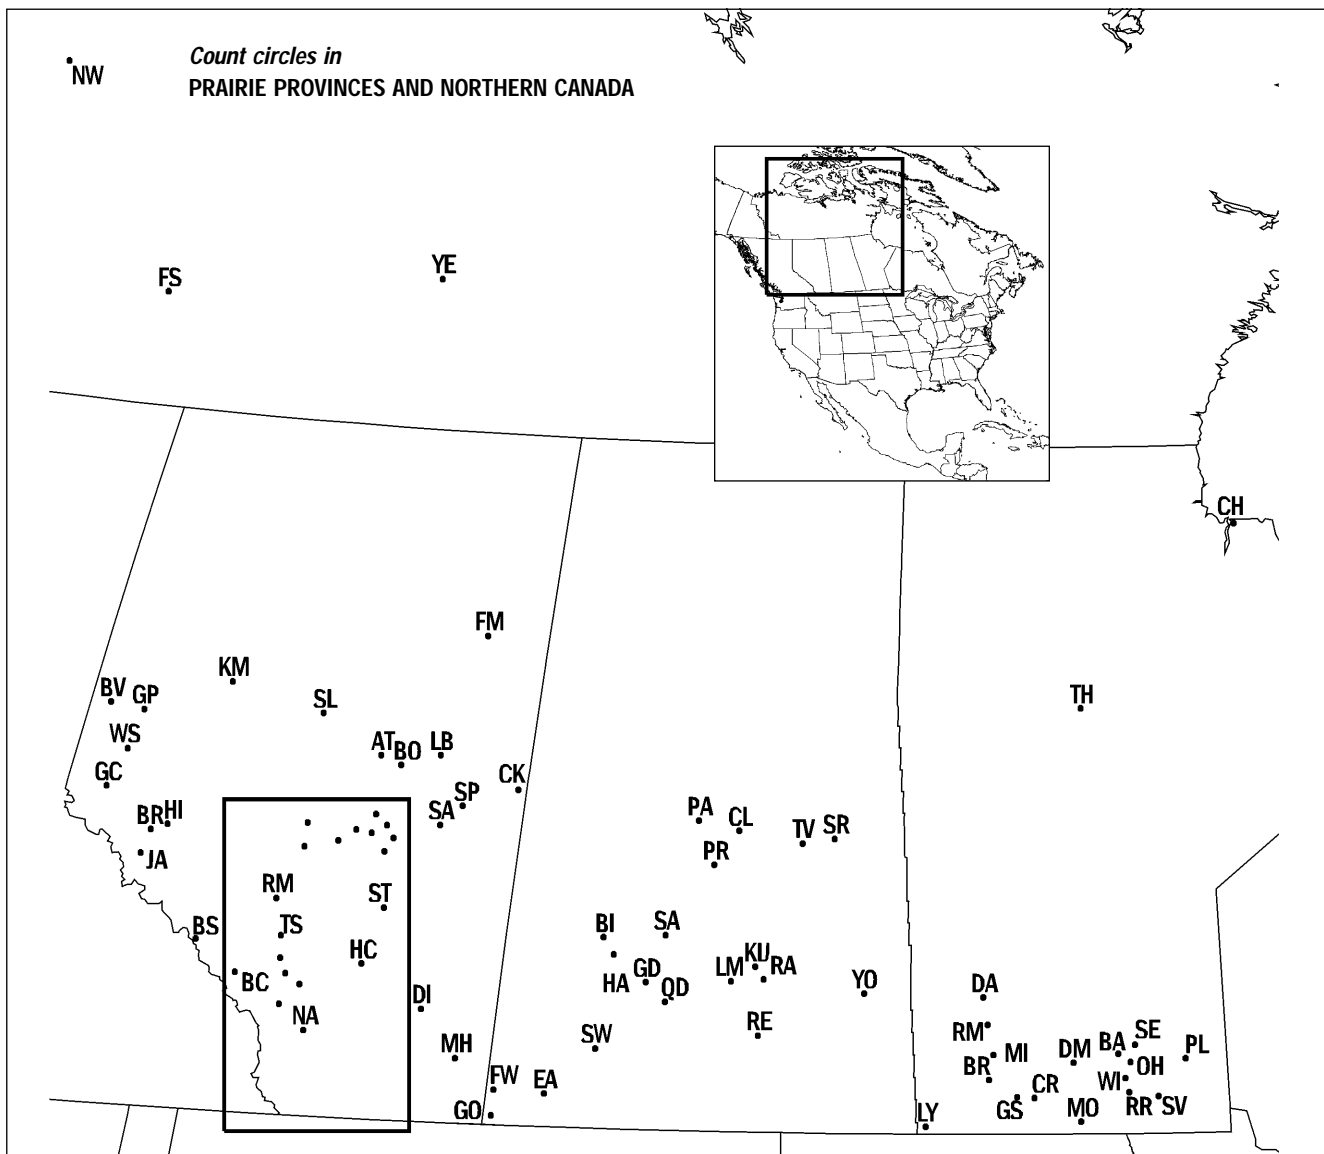 Count circles in
NW
PRAIRIE PROVINCES AND NORTHERN CANADA
FS
YE
CH
FM
KM
BV
GP
SL
TH
WS
AT
BO
LB
GC
CK
SP
BR
HI
SA
PA
CL
TV
SR
JA
PR
RM
ST
BS
TS
BI
SA
HC
KU
BC
HA
GD
LM
RA
QD
YO
DA
DI
NA
RE
RM
SE
MH
SW
MI
DM
BA
PL
BR
OH
FW
EA
CR
WI
GO
LY
GS
MO
RR
SV